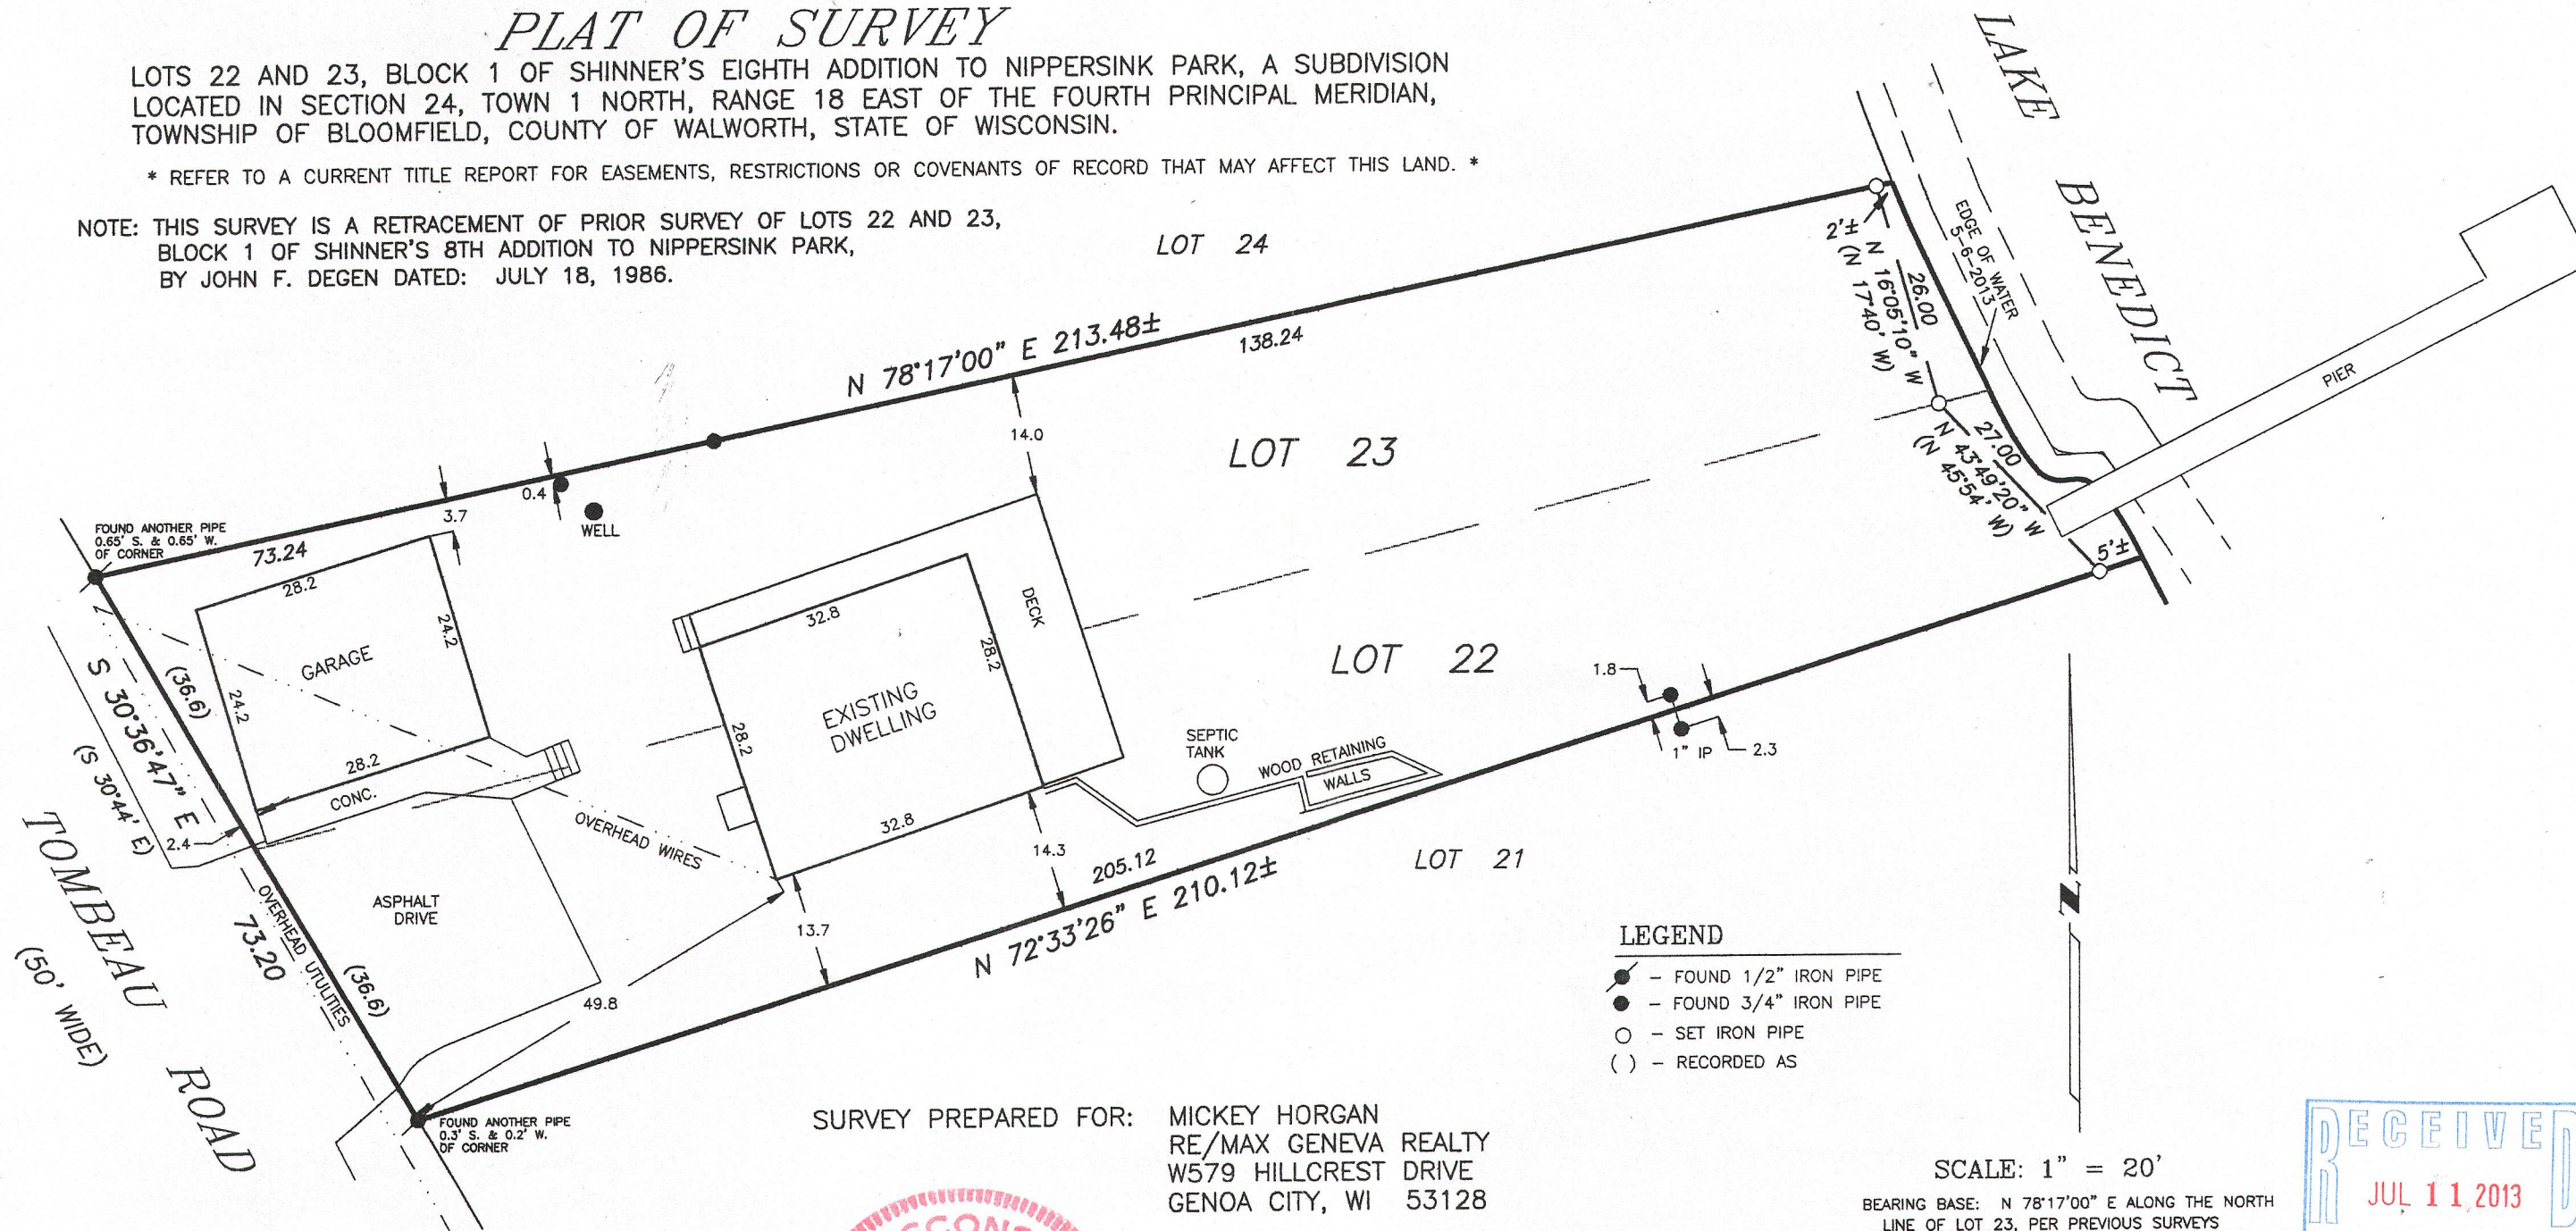 PLAT OF SURVEY
LOTS 22 AND 23, BLOCK 1 OF SHINNER'S EIGHTH ADDITION TO NIPPERSINK PARK, A SUBDIVISION
LOCATED IN SECTION 24, TOWN 1 NORTH, RANGE 18 EAST OF THE FOURTH PRINCIPAL MERIDIAN,
TOWNSHIP OF BLOOMFIELD, COUNTY OF WALWORTH, STATE OF WISCONSIN.
* REFER TO A CURRENT TITLE REPORT FOR EASEMENTS, RESTRICTIONS OR COVENANTS OF RECORD THAT MAY AFFECT THIS LAND. *
NOTE: THIS SURVEY IS A RETRACEMENT OF PRIOR SURVEY OF LOTS 22 AND 23,
BLOCK 1 OF SHINNER'S 8TH ADDITION TO NIPPERSINK PARK,
BY JOHN F. DEGEN DATED: JULY 18, 1986.
LOT 24
LAKE BENEDICT
EDGE OF WATER
5-6-2013
2'±
26.00
N 16°05'10" W
(N 17°40' W)
PIER
27.00
N 43°49'20" W
(N 45°54' W)
5'±
N 78°17'00" E 213.48±
138.24
14.0
LOT 23
0.4
WELL
3.7
FOUND ANOTHER PIPE
0.65' S. & 0.65' W.
OF CORNER
73.24
28.2
24.2
GARAGE
24.2
28.2
CONC.
(36.6)
S 30°36'47" E
(S 30°44' E)
2.4
73.20
OVERHEAD UTUILITIES
(36.6)
TOMBEAU ROAD
(50' WIDE)
ASPHALT
DRIVE
OVERHEAD WIRES
32.8
DECK
28.2
EXISTING
DWELLING
28.2
32.8
LOT 22
SEPTIC
TANK
WOOD RETAINING
WALLS
1.8
1" IP
2.3
14.3
205.12
N 72°33'26" E 210.12±
13.7
49.8
LOT 21
FOUND ANOTHER PIPE
0.3' S. & 0.2' W.
OF CORNER
LEGEND
- FOUND 1/2" IRON PIPE
- FOUND 3/4" IRON PIPE
- SET IRON PIPE
( ) - RECORDED AS
N
SURVEY PREPARED FOR: MICKEY HORGAN
RE/MAX GENEVA REALTY
W579 HILLCREST DRIVE
GENOA CITY, WI 53128
SCALE: 1" = 20'
BEARING BASE: N 78°17'00" E ALONG THE NORTH
LINE OF LOT 23, PER PREVIOUS SURVEYS
RECEIVED
JUL 11 2013